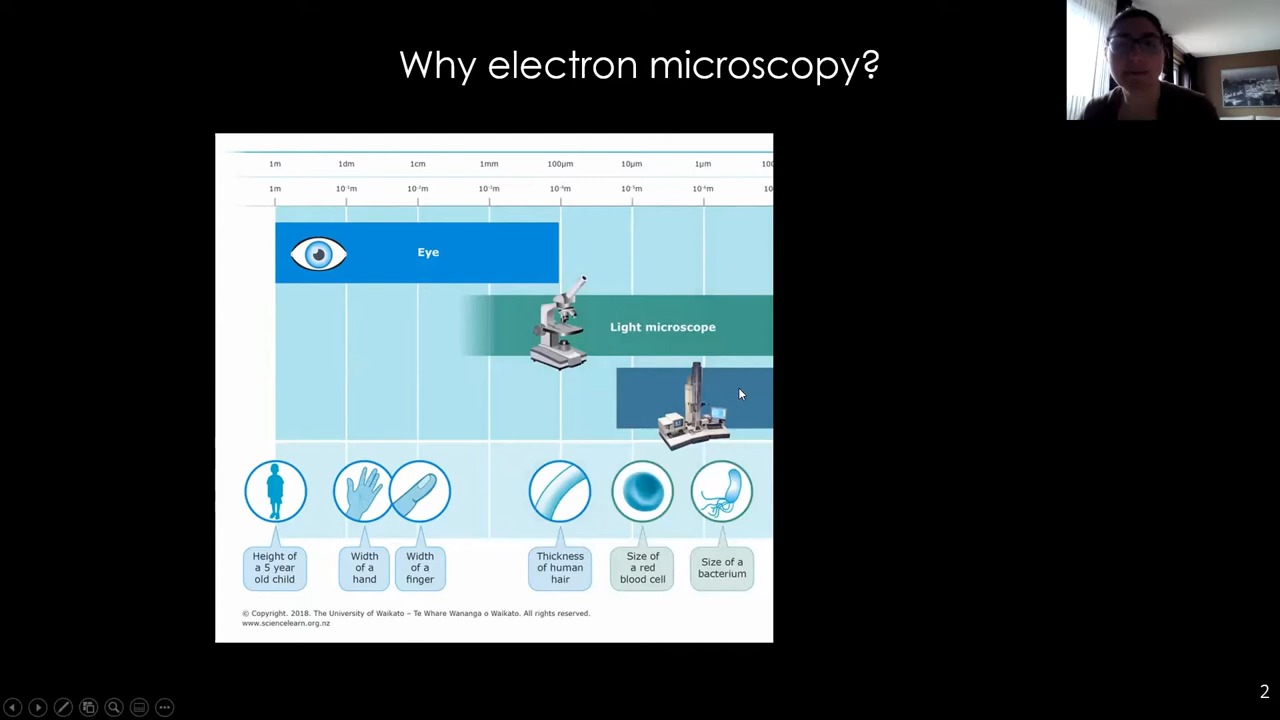 Why electron microscopy?
1m 1dm 1cm 1mm 100µm 10µm 1µm 100
1m 10⁻¹m 10⁻²m 10⁻³m 10⁻⁴m 10⁻⁵m 10⁻⁶m 10
Eye
Light microscope
Height of
a 5 year
old child
Width
of a
hand
Width
of a
finger
Thickness
of human
hair
Size of
a red
blood cell
Size of a
bacterium
© Copyright. 2018. The University of Waikato – Te Whare Wananga o Waikato. All rights reserved.
www.sciencelearn.org.nz
2